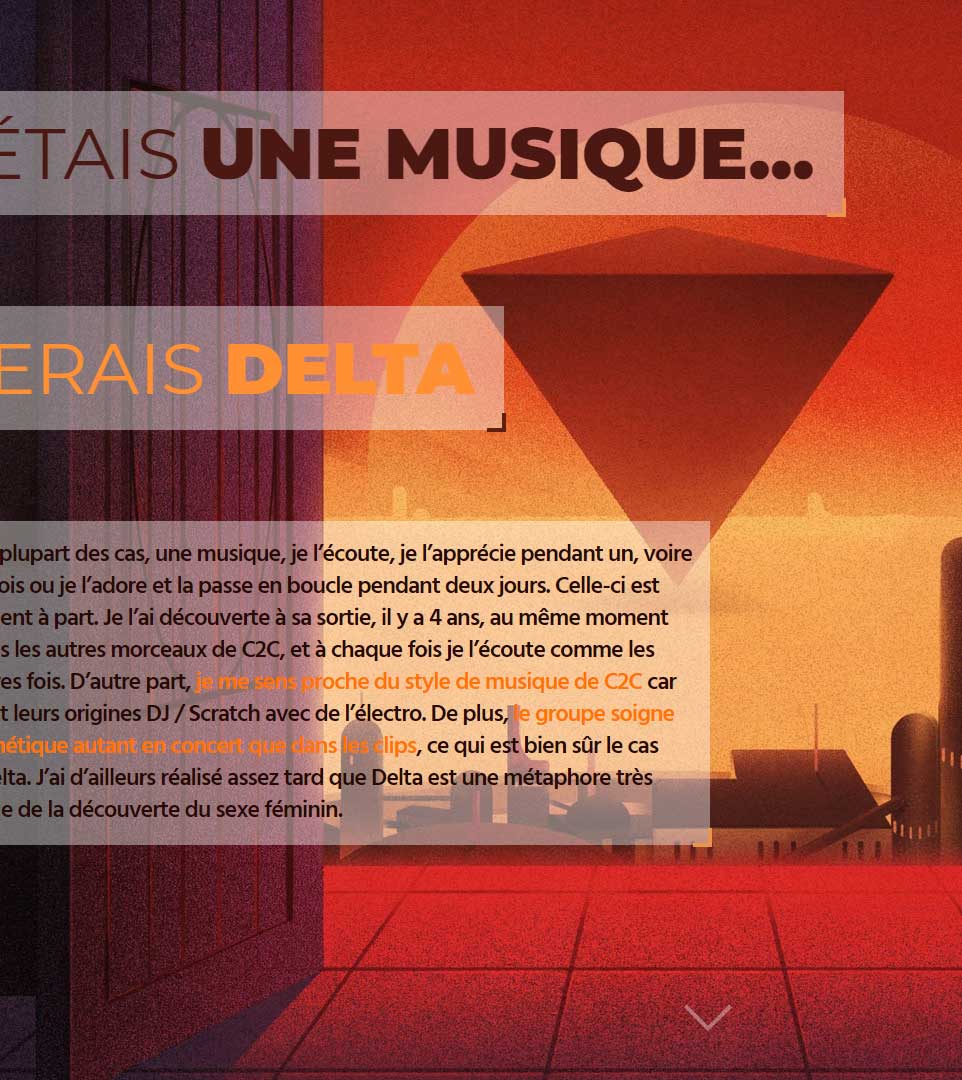 ÉTAIS UNE MUSIQUE...
ERAIS DELTA
plupart des cas, une musique, je l’écoute, je l’apprécie pendant un, voire
ois ou je l’adore et la passe en boucle pendant deux jours. Celle-ci est
ent à part. Je l’ai découverte à sa sortie, il y a 4 ans, au même moment
s les autres morceaux de C2C, et à chaque fois je l’écoute comme les
res fois. D’autre part, je me sens proche du style de musique de C2C car
t leurs origines DJ / Scratch avec de l’électro. De plus, le groupe soigne
hétique autant en concert que dans les clips, ce qui est bien sûr le cas
elta. J’ai d’ailleurs réalisé assez tard que Delta est une métaphore très
e de la découverte du sexe féminin.